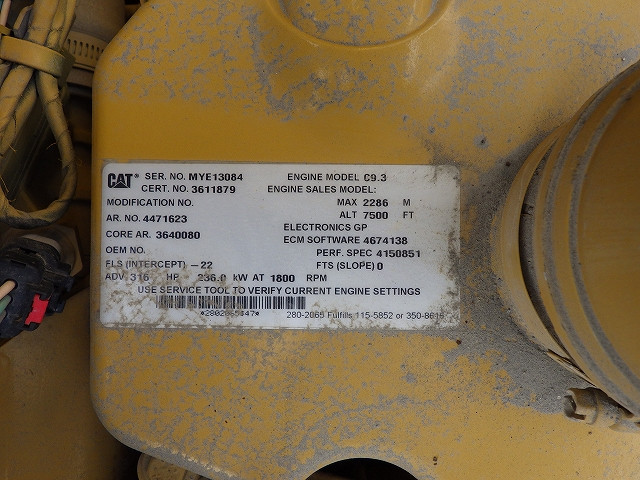 CAT SER. NO. MYE13084 ENGINE MODEL C9.3
CERT. NO. 3611879 ENGINE SALES MODEL:
MODIFICATION NO. MAX 2286 M
AR. NO. 4471623 ALT 7500 FT
ELECTRONICS GP
CORE AR. 3640080 ECM SOFTWARE 4674138
OEM NO. PERF. SPEC 4150851
FLS (INTERCEPT) -22 FTS (SLOPE) 0
ADV. 316 HP 236.0 kW AT 1800 RPM
USE SERVICE TOOL TO VERIFY CURRENT ENGINE SETTINGS
280-2065 Fulfills 115-5852 or